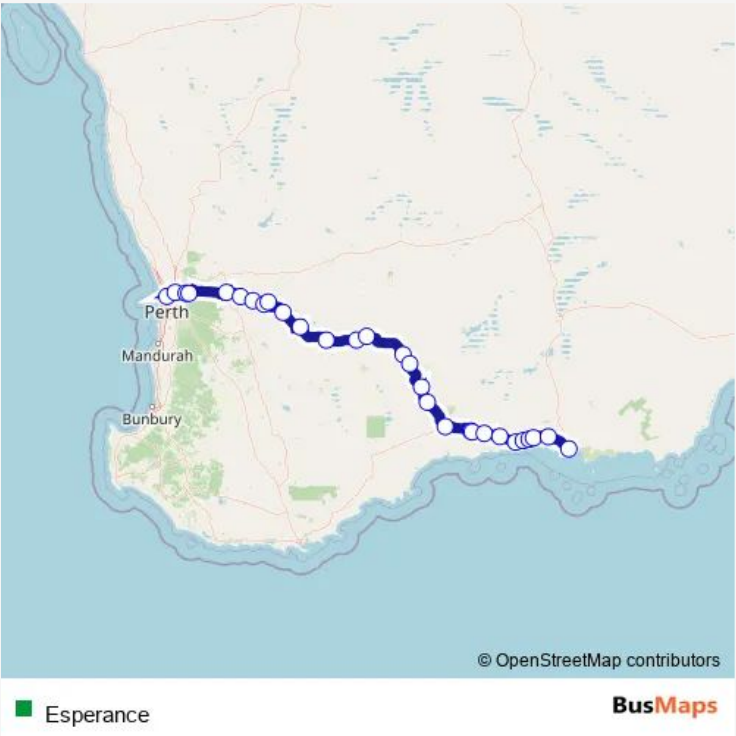 Perth
Mandurah
Bunbury
© OpenStreetMap contributors
Esperance
BusMaps